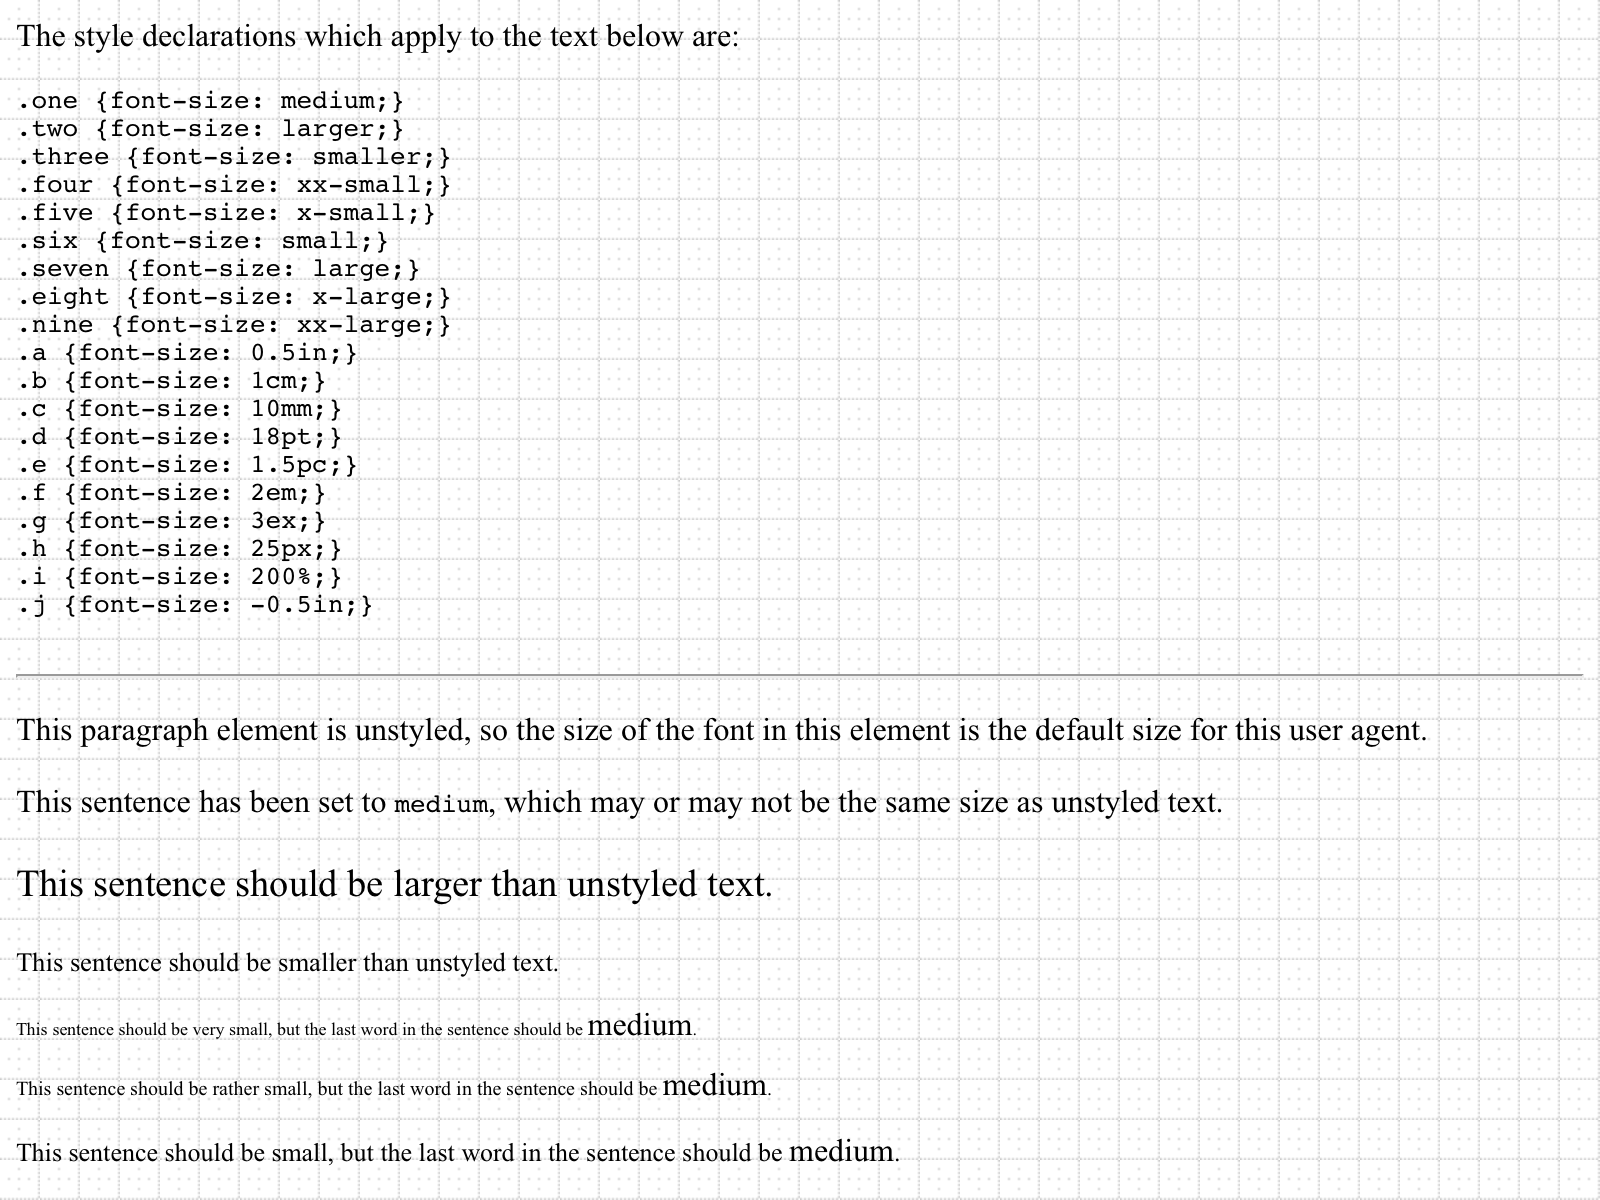 The style declarations which apply to the text below are:
.one {font-size: medium;}
.two {font-size: larger;}
.three {font-size: smaller;}
.four {font-size: xx-small;}
.five {font-size: x-small;}
.six {font-size: small;}
.seven {font-size: large;}
.eight {font-size: x-large;}
.nine {font-size: xx-large;}
.a {font-size: 0.5in;}
.b {font-size: 1cm;}
.c {font-size: 10mm;}
.d {font-size: 18pt;}
.e {font-size: 1.5pc;}
.f {font-size: 2em;}
.g {font-size: 3ex;}
.h {font-size: 25px;}
.i {font-size: 200%;}
.j {font-size: -0.5in;}
This paragraph element is unstyled, so the size of the font in this element is the default size for this user agent.
This sentence has been set to medium, which may or may not be the same size as unstyled text.
This sentence should be larger than unstyled text.
This sentence should be smaller than unstyled text.
This sentence should be very small, but the last word in the sentence should be medium.
This sentence should be rather small, but the last word in the sentence should be medium.
This sentence should be small, but the last word in the sentence should be medium.